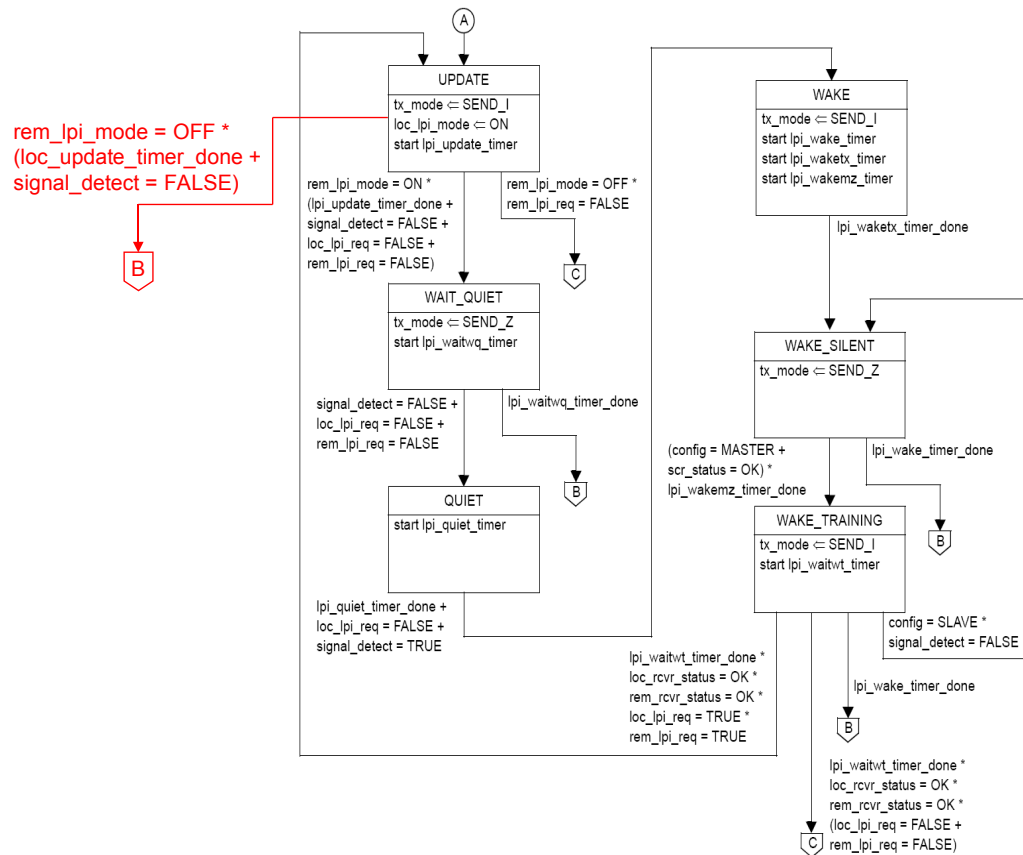 A
UPDATE
tx_mode ⇐ SEND_I
loc_lpi_mode ⇐ ON
start lpi_update_timer
rem_lpi_mode = OFF *
(loc_update_timer_done +
signal_detect = FALSE)
B
rem_lpi_mode = ON *
(lpi_update_timer_done +
signal_detect = FALSE +
loc_lpi_req = FALSE +
rem_lpi_req = FALSE)
rem_lpi_mode = OFF *
rem_lpi_req = FALSE
C
WAIT_QUIET
tx_mode ⇐ SEND_Z
start lpi_waitwq_timer
signal_detect = FALSE +
loc_lpi_req = FALSE +
rem_lpi_req = FALSE
lpi_waitwq_timer_done
B
QUIET
start lpi_quiet_timer
lpi_quiet_timer_done +
loc_lpi_req = FALSE +
signal_detect = TRUE
WAKE
tx_mode ⇐ SEND_I
start lpi_wake_timer
start lpi_waketx_timer
start lpi_wakemz_timer
lpi_waketx_timer_done
WAKE_SILENT
tx_mode ⇐ SEND_Z
(config = MASTER +
scr_status = OK) *
lpi_wakemz_timer_done
lpi_wake_timer_done
B
WAKE_TRAINING
tx_mode ⇐ SEND_I
start lpi_waitwt_timer
config = SLAVE *
signal_detect = FALSE
lpi_waitwt_timer_done *
loc_rcvr_status = OK *
rem_rcvr_status = OK *
loc_lpi_req = TRUE *
rem_lpi_req = TRUE
lpi_wake_timer_done
B
lpi_waitwt_timer_done *
loc_rcvr_status = OK *
rem_rcvr_status = OK *
(loc_lpi_req = FALSE +
rem_lpi_req = FALSE)
C